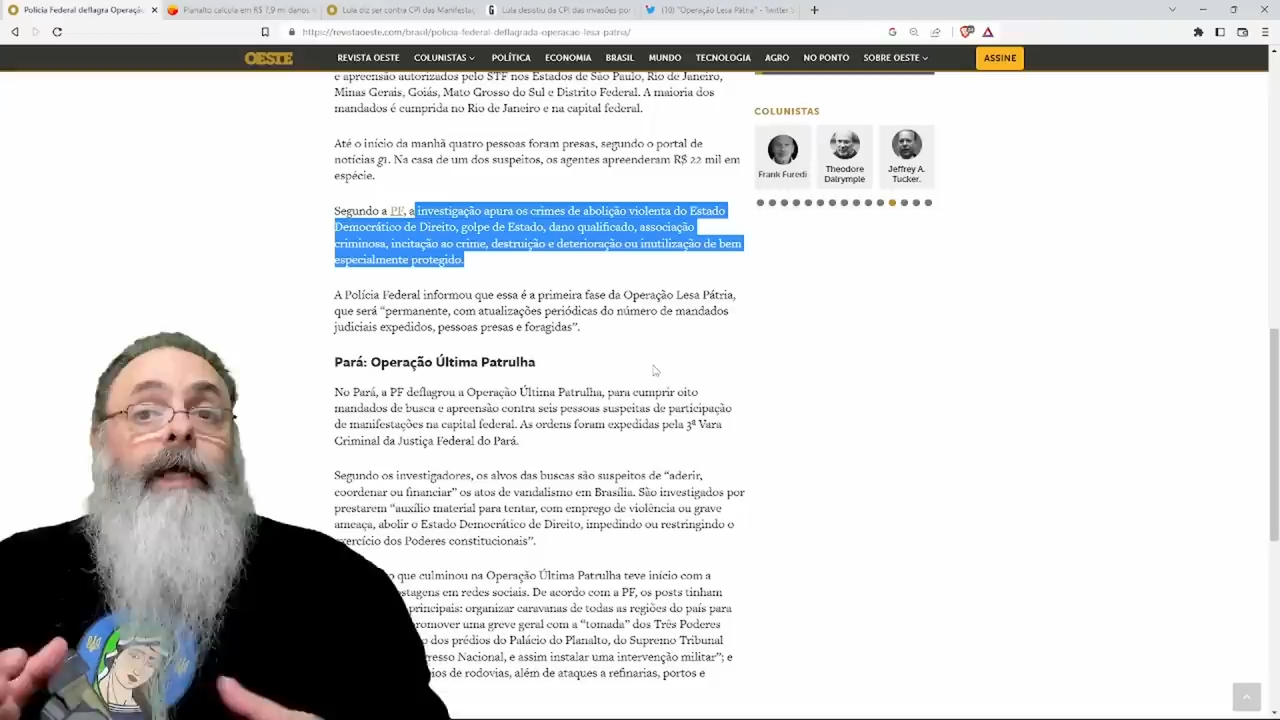 Polícia Federal deflagra Operaçã
Planalto calcula em R$ 7,9 mi danos
Lula diz ser contra CPI das Manifesta
Lula desistiu da CPI das invasões por
(10) "Operação Lesa Pátria" - Twitter S
https://revistaoeste.com/brasil/policia-federal-deflagrada-operacao-lesa-patria/
OESTE
REVISTA OESTE COLUNISTAS POLÍTICA ECONOMIA BRASIL MUNDO TECNOLOGIA AGRO NO PONTO SOBRE OESTE
ASSINE
e apreensão autorizados pelo STF nos Estados de São Paulo, Rio de Janeiro,
Minas Gerais, Goiás, Mato Grosso do Sul e Distrito Federal. A maioria dos
mandados é cumprida no Rio de Janeiro e na capital federal.
Até o início da manhã quatro pessoas foram presas, segundo o portal de
notícias g1. Na casa de um dos suspeitos, os agentes apreenderam R$ 22 mil em
espécie.
Segundo a PF, a investigação apura os crimes de abolição violenta do Estado
Democrático de Direito, golpe de Estado, dano qualificado, associação
criminosa, incitação ao crime, destruição e deterioração ou inutilização de bem
especialmente protegido.
A Polícia Federal informou que essa é a primeira fase da Operação Lesa Pátria,
que será “permanente, com atualizações periódicas do número de mandados
judiciais expedidos, pessoas presas e foragidas”.
Pará: Operação Última Patrulha
No Pará, a PF deflagrou a Operação Última Patrulha, para cumprir oito
mandados de busca e apreensão contra seis pessoas suspeitas de participação
de manifestações na capital federal. As ordens foram expedidas pela 3ª Vara
Criminal da Justiça Federal do Pará.
Segundo os investigadores, os alvos das buscas são suspeitos de “aderir,
coordenar ou financiar” os atos de vandalismo em Brasília. São investigados por
prestarem “auxílio material para tentar, com emprego de violência ou grave
ameaça, abolir o Estado Democrático de Direito, impedindo ou restringindo o
exercício dos Poderes constitucionais”.
o que culminou na Operação Última Patrulha teve início com a
ostagens em redes sociais. De acordo com a PF, os posts tinham
principais: organizar caravanas de todas as regiões do país para
romover uma greve geral com a “tomada” dos Três Poderes
o dos prédios do Palácio do Planalto, do Supremo Tribunal
gresso Nacional, e assim instalar uma intervenção militar”; e
ios de rodovias, além de ataques a refinarias, portos e
COLUNISTAS
Frank Furedi
Theodore
Dalrymple
Jeffrey A.
Tucker.